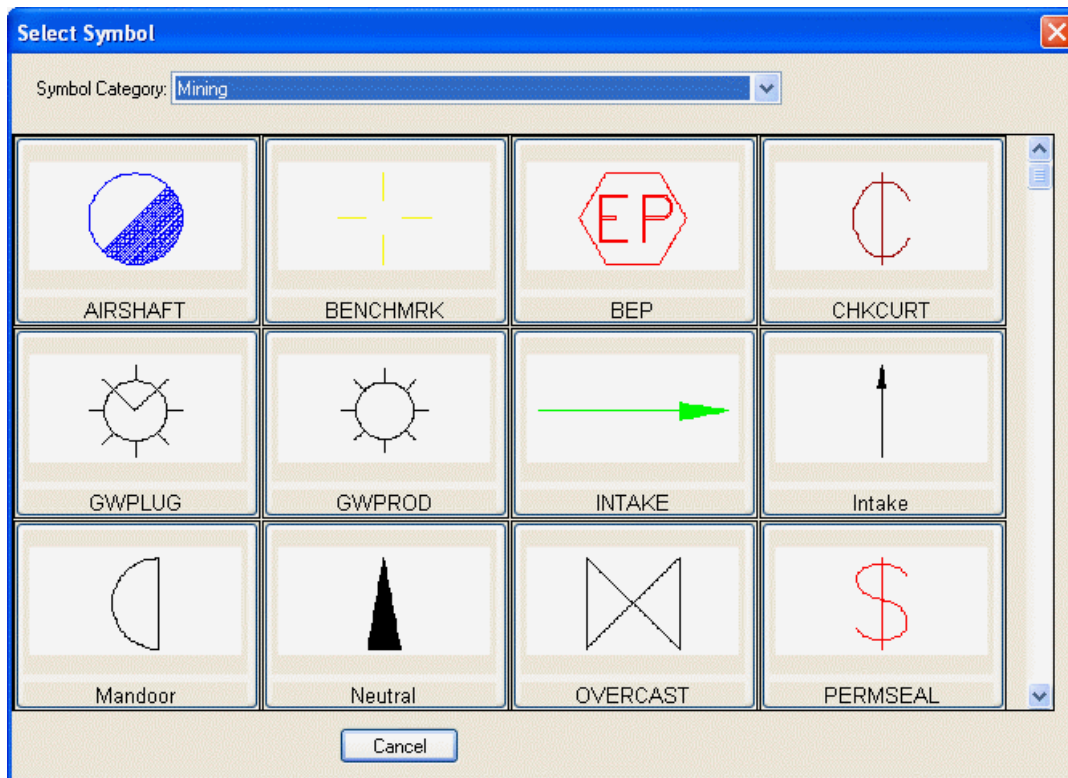 Select Symbol
Symbol Category: Mining
EP
AIRSHAFT
BENCHMRK
BEP
CHKCURT
GWPLUG
GWPROD
INTAKE
Intake
Mandoor
Neutral
OVERCAST
PERMSEAL
Cancel